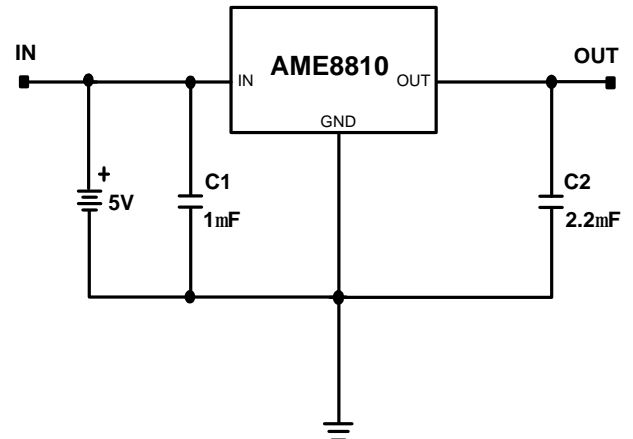 IN
AME8810
OUT
IN
OUT
GND
+
5V
C1
1mF
C2
2.2mF